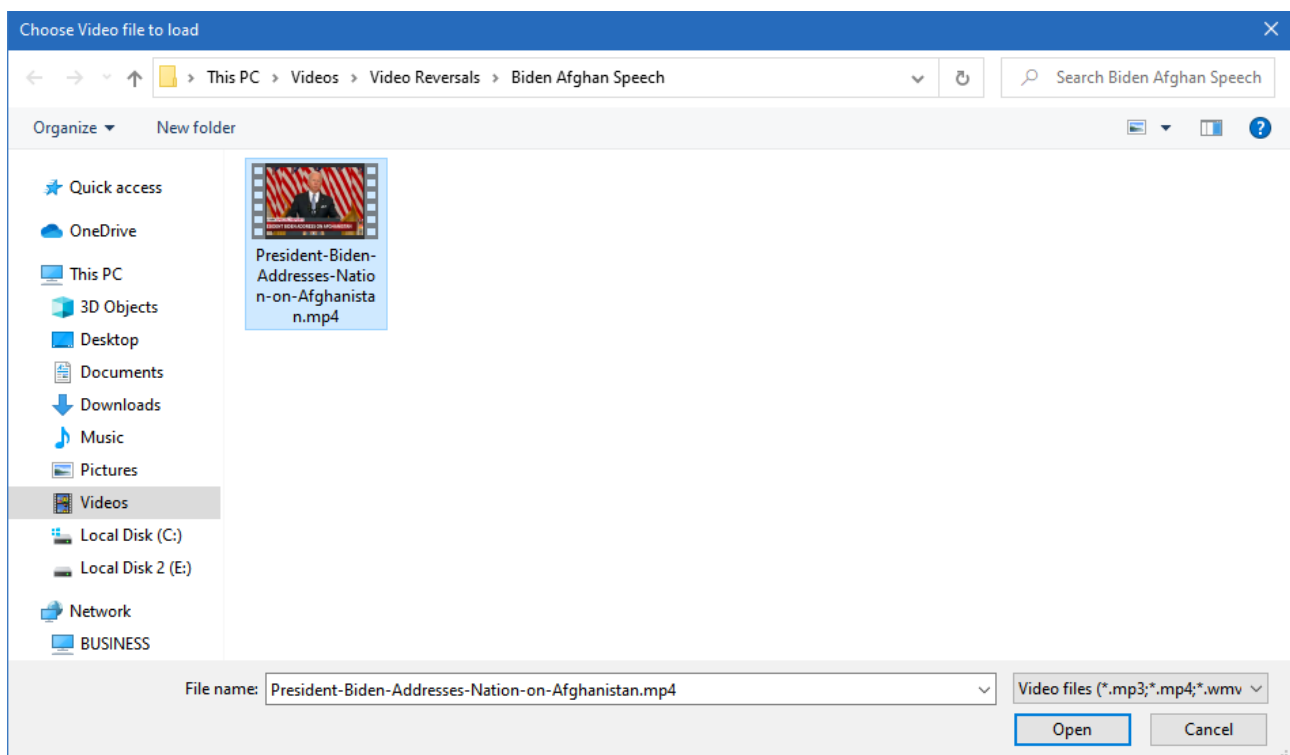 Choose Video file to load
This PC > Videos > Video Reversals > Biden Afghan Speech
Search Biden Afghan Speech
Organize
New folder
Quick access
OneDrive
This PC
3D Objects
Desktop
Documents
Downloads
Music
Pictures
Videos
Local Disk (C:)
Local Disk 2 (E:)
Network
BUSINESS
President-Biden-
Addresses-Natio
n-on-Afghanista
n.mp4
File name:
President-Biden-Addresses-Nation-on-Afghanistan.mp4
Video files (*.mp3;*.mp4;*.wmv
Open
Cancel